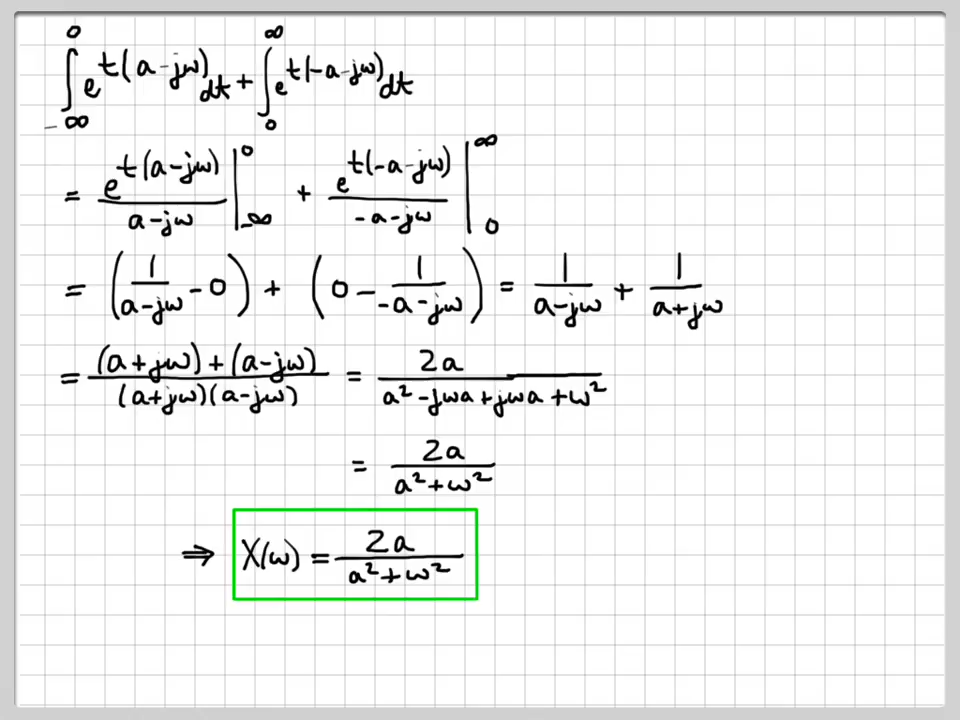 ∫_{-∞}^{0} e^{t(a-jω)} dt + ∫_{0}^{∞} e^{t(-a-jω)} dt
= e^{t(a-jω)}/(a-jω) |_{-∞}^{0} + e^{t(-a-jω)}/(-a-jω) |_{0}^{∞}
= (1/(a-jω) - 0) + (0 - 1/(-a-jω)) = 1/(a-jω) + 1/(a+jω)
= ((a+jω)+(a-jω))/((a+jω)(a-jω)) = 2a/(a²-jωa+jωa+ω²)
= 2a/(a²+ω²)
⇒ X(ω) = 2a/(a²+ω²)